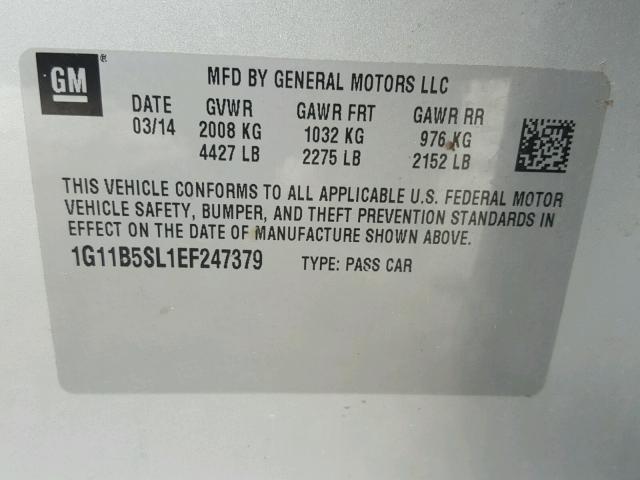 GM ®
MFD BY GENERAL MOTORS LLC
DATE GVWR GAWR FRT GAWR RR
03/14 2008 KG 1032 KG 976 KG
4427 LB 2275 LB 2152 LB
THIS VEHICLE CONFORMS TO ALL APPLICABLE U.S. FEDERAL MOTOR
VEHICLE SAFETY, BUMPER, AND THEFT PREVENTION STANDARDS IN
EFFECT ON THE DATE OF MANUFACTURE SHOWN ABOVE.
1G11B5SL1EF247379 TYPE: PASS CAR